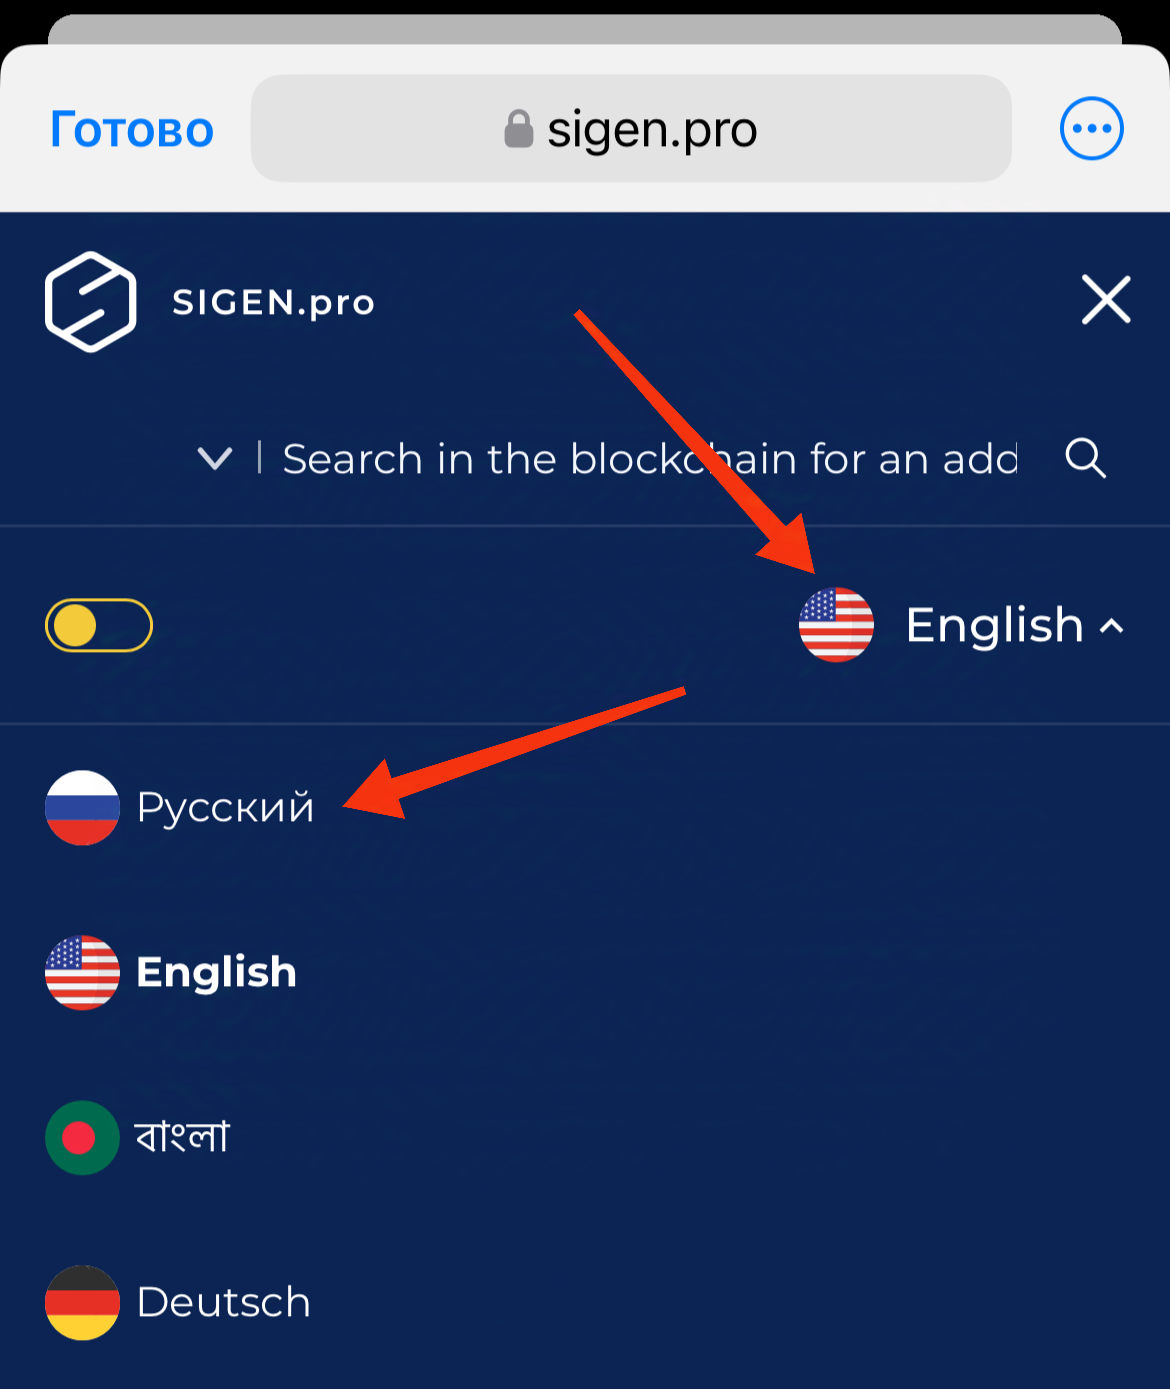 Готово
sigen.pro
SIGEN.pro
Search in the blockchain for an add
English
Русский
English
বাংলা
Deutsch